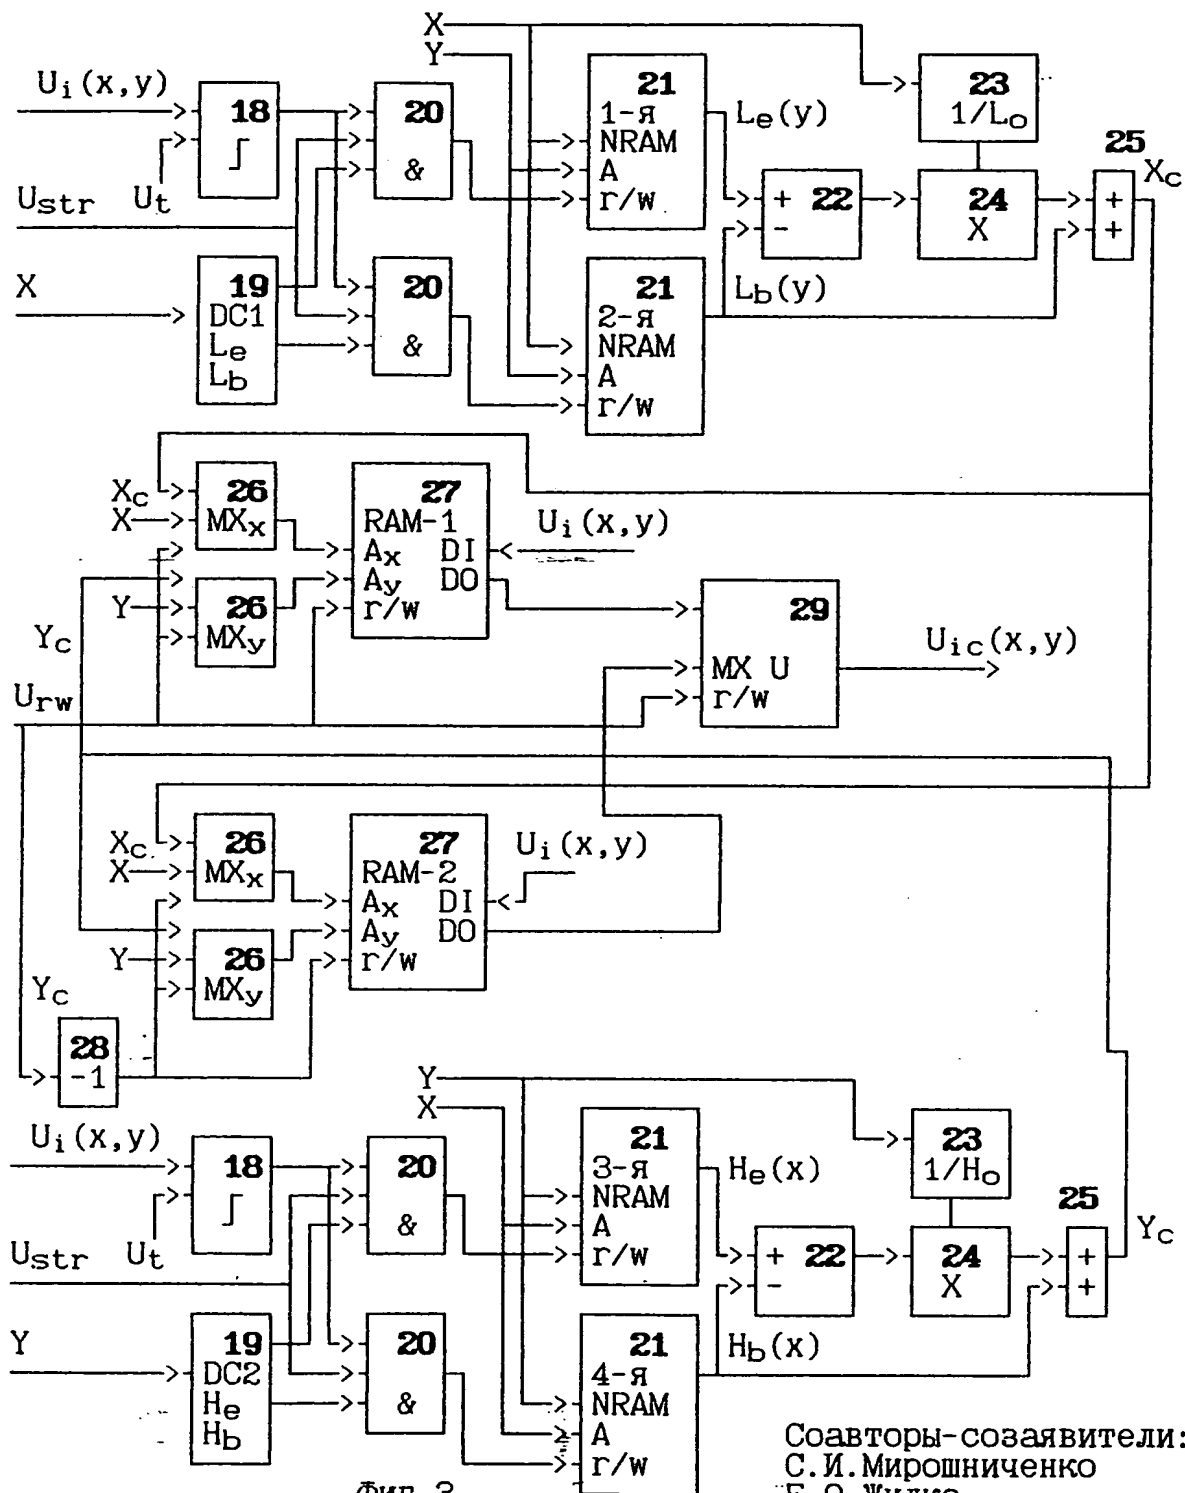 X
Y
Ui(x,y)
18
20
21
23
1-я
Le(y)
1/Lo
NRAM
25
&
A
Xc
Ustr Ut
r/w
+ 22
24
+
-
X
+
X
19
20
21
Lb(y)
DC1
2-я
Le
&
NRAM
Lb
A
r/w
Xc
26
27
X
MXx
RAM-1
Ui(x,y)
Ax DI
Ay DO
Y
26
r/w
29
Yc
MXy
Uic(x,y)
MX U
Urw
r/w
Xc
26
27
Ui(x,y)
X
MXx
RAM-2
Ax DI
Ay DO
Y
26
r/w
Yc
MXy
28
-1
Y
X
Ui(x,y)
18
20
21
23
3-я
He(x)
1/Ho
NRAM
25
&
A
Yc
Ustr Ut
r/w
+ 22
24
+
-
X
+
Y
19
20
21
Hb(x)
DC2
4-я
He
&
NRAM
Hb
A
r/w
Соавторы-созаявители:
С.И.Мирошниченко